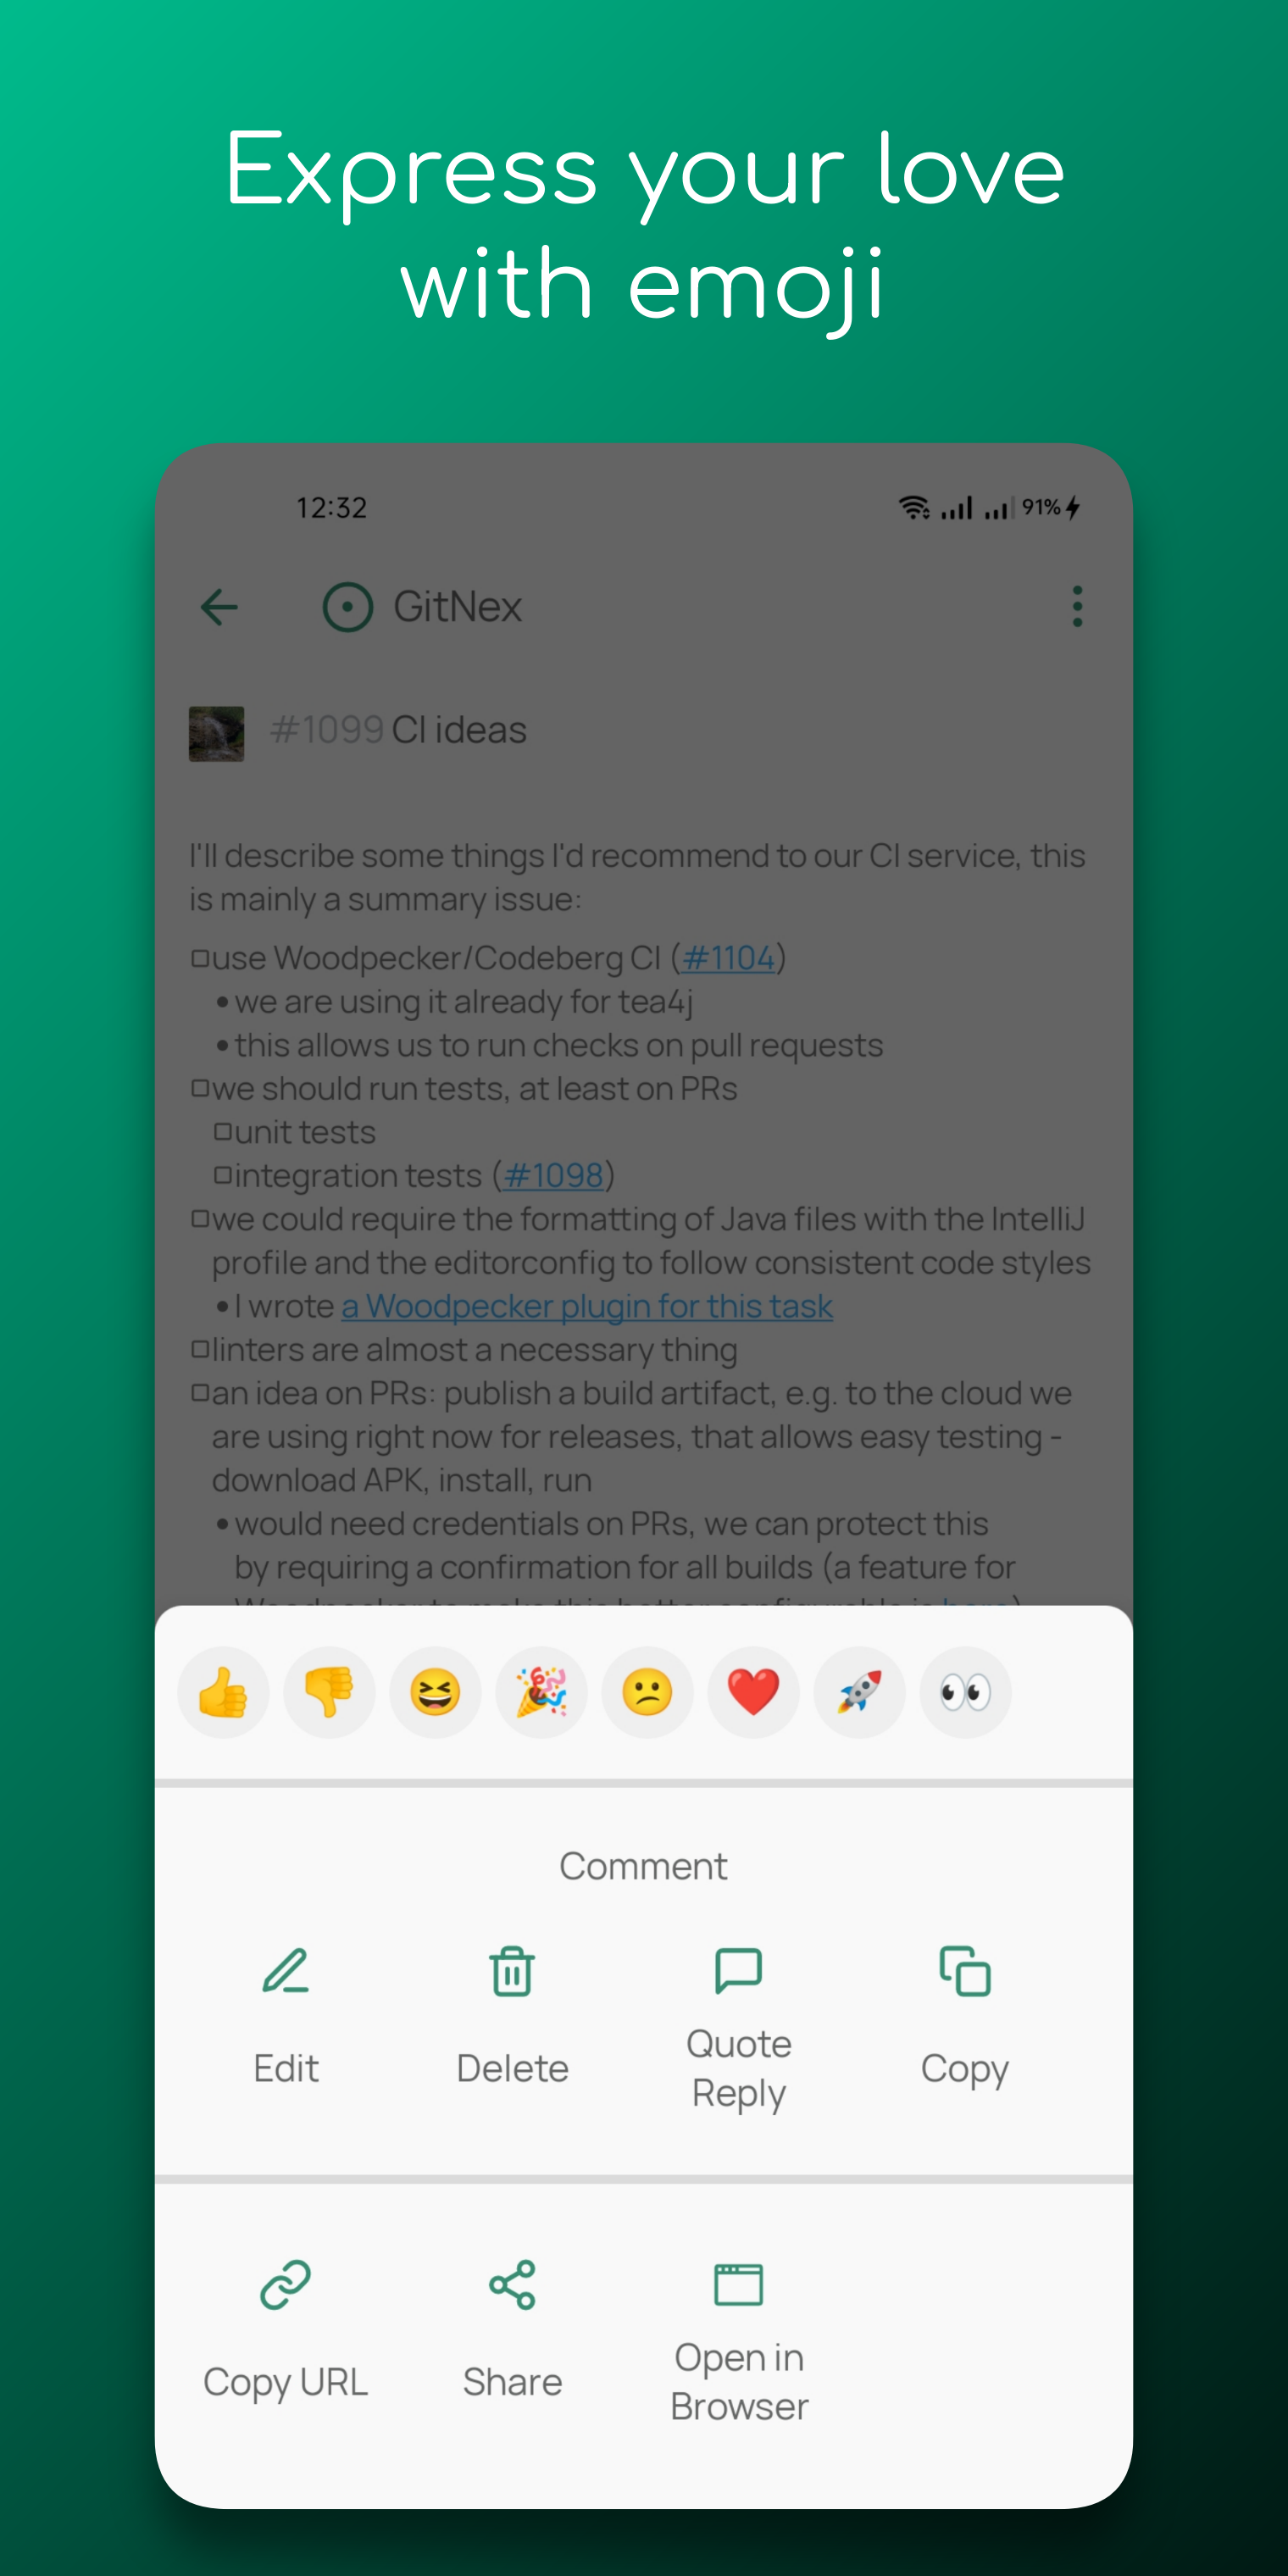 Express your love
with emoji
12:32
91%
GitNex
#1099 CI ideas
I'll describe some things I'd recommend to our CI service, this
is mainly a summary issue:
use Woodpecker/Codeberg CI (#1104)
• we are using it already for tea4j
• this allows us to run checks on pull requests
we should run tests, at least on PRs
unit tests
integration tests (#1098)
we could require the formatting of Java files with the IntelliJ
profile and the editorconfig to follow consistent code styles
• I wrote a Woodpecker plugin for this task
linters are almost a necessary thing
an idea on PRs: publish a build artifact, e.g. to the cloud we
are using right now for releases, that allows easy testing -
download APK, install, run
• would need credentials on PRs, we can protect this
by requiring a confirmation for all builds (a feature for
Comment
Edit
Delete
Quote
Reply
Copy
Copy URL
Share
Open in
Browser